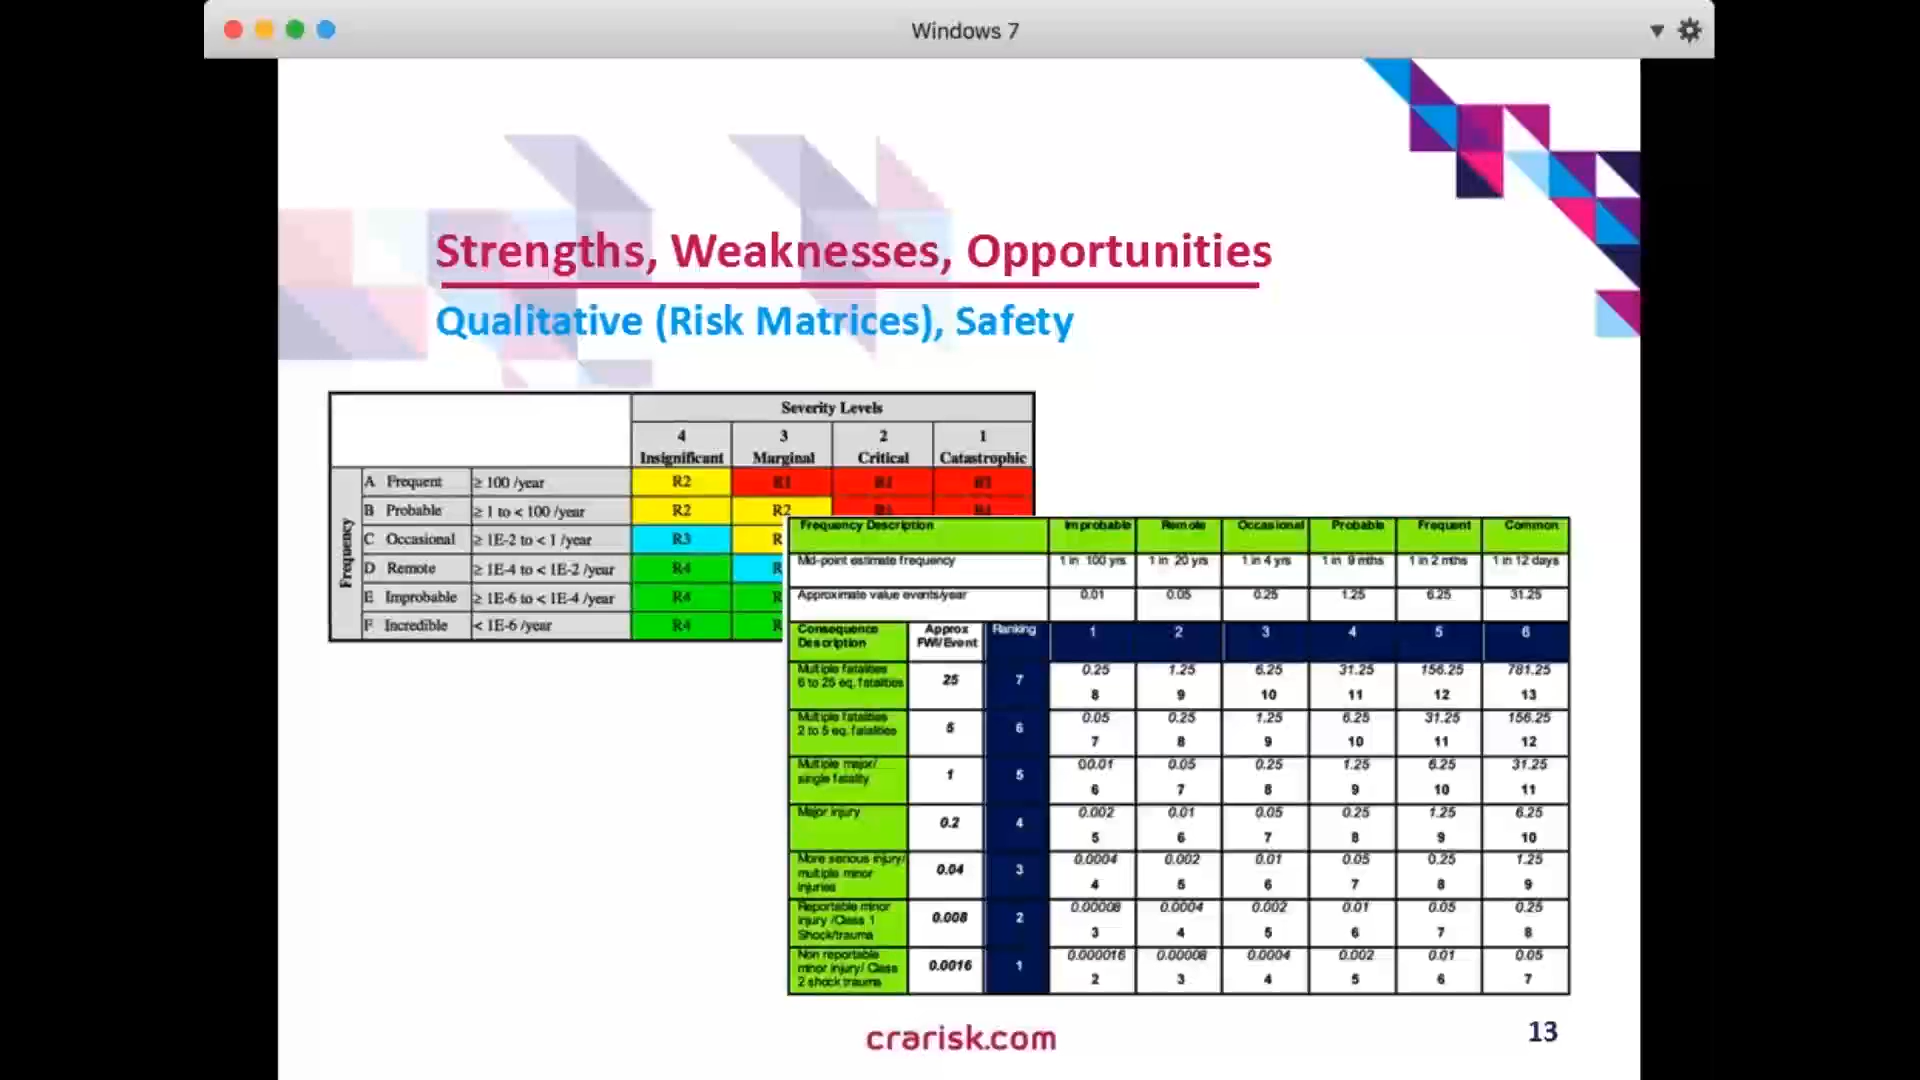 Windows 7
Strengths, Weaknesses, Opportunities
Qualitative (Risk Matrices), Safety
Severity Levels
4 3 2 1
Insignificant Marginal Critical Catastrophic
Frequency
A Frequent ≥ 100 /year R2 R1 R1 R1
B Probable ≥ 1 to < 100 /year R2 R2 R1 R1
C Occasional ≥ 1E-2 to < 1 /year R3
D Remote ≥ 1E-4 to < 1E-2 /year R4
E Improbable ≥ 1E-6 to < 1E-4 /year R4
F Incredible < 1E-6 /year R4
Frequency Description Improbable Remote Occasional Probable Frequent Common
Mid-point estimate frequency 1 in 100 yrs 1 in 20 yrs 1 in 4 yrs 1 in 9 mths 1 in 2 mths 1 in 12 days
Approximate value events/year 0.01 0.05 0.25 1.25 6.25 31.25
Consequence Approx Ranking 1 2 3 4 5 6
Description FWI/Event
Multiple fatalities 25 7 0.25 1.25 6.25 31.25 156.25 781.25
6 to 25 eq. fatalities 8 9 10 11 12 13
Multiple fatalities 5 6 0.05 0.25 1.25 6.25 31.25 156.25
2 to 5 eq. fatalities 7 8 9 10 11 12
Multiple major/ 1 5 00.01 0.05 0.25 1.25 6.25 31.25
single fatality 6 7 8 9 10 11
Major injury 0.2 4 0.002 0.01 0.05 0.25 1.25 6.25
5 6 7 8 9 10
More serious injury/ 0.04 3 0.0004 0.002 0.01 0.05 0.25 1.25
multiple minor 4 5 6 7 8 9
injuries
Reportable minor 0.008 2 0.00008 0.0004 0.002 0.01 0.05 0.25
injury /Class 1 3 4 5 6 7 8
Shock/trauma
Non reportable 0.0016 1 0.000016 0.00008 0.0004 0.002 0.01 0.05
minor injury/ Class 2 3 4 5 6 7
2 shock trauma
crarisk.com
13